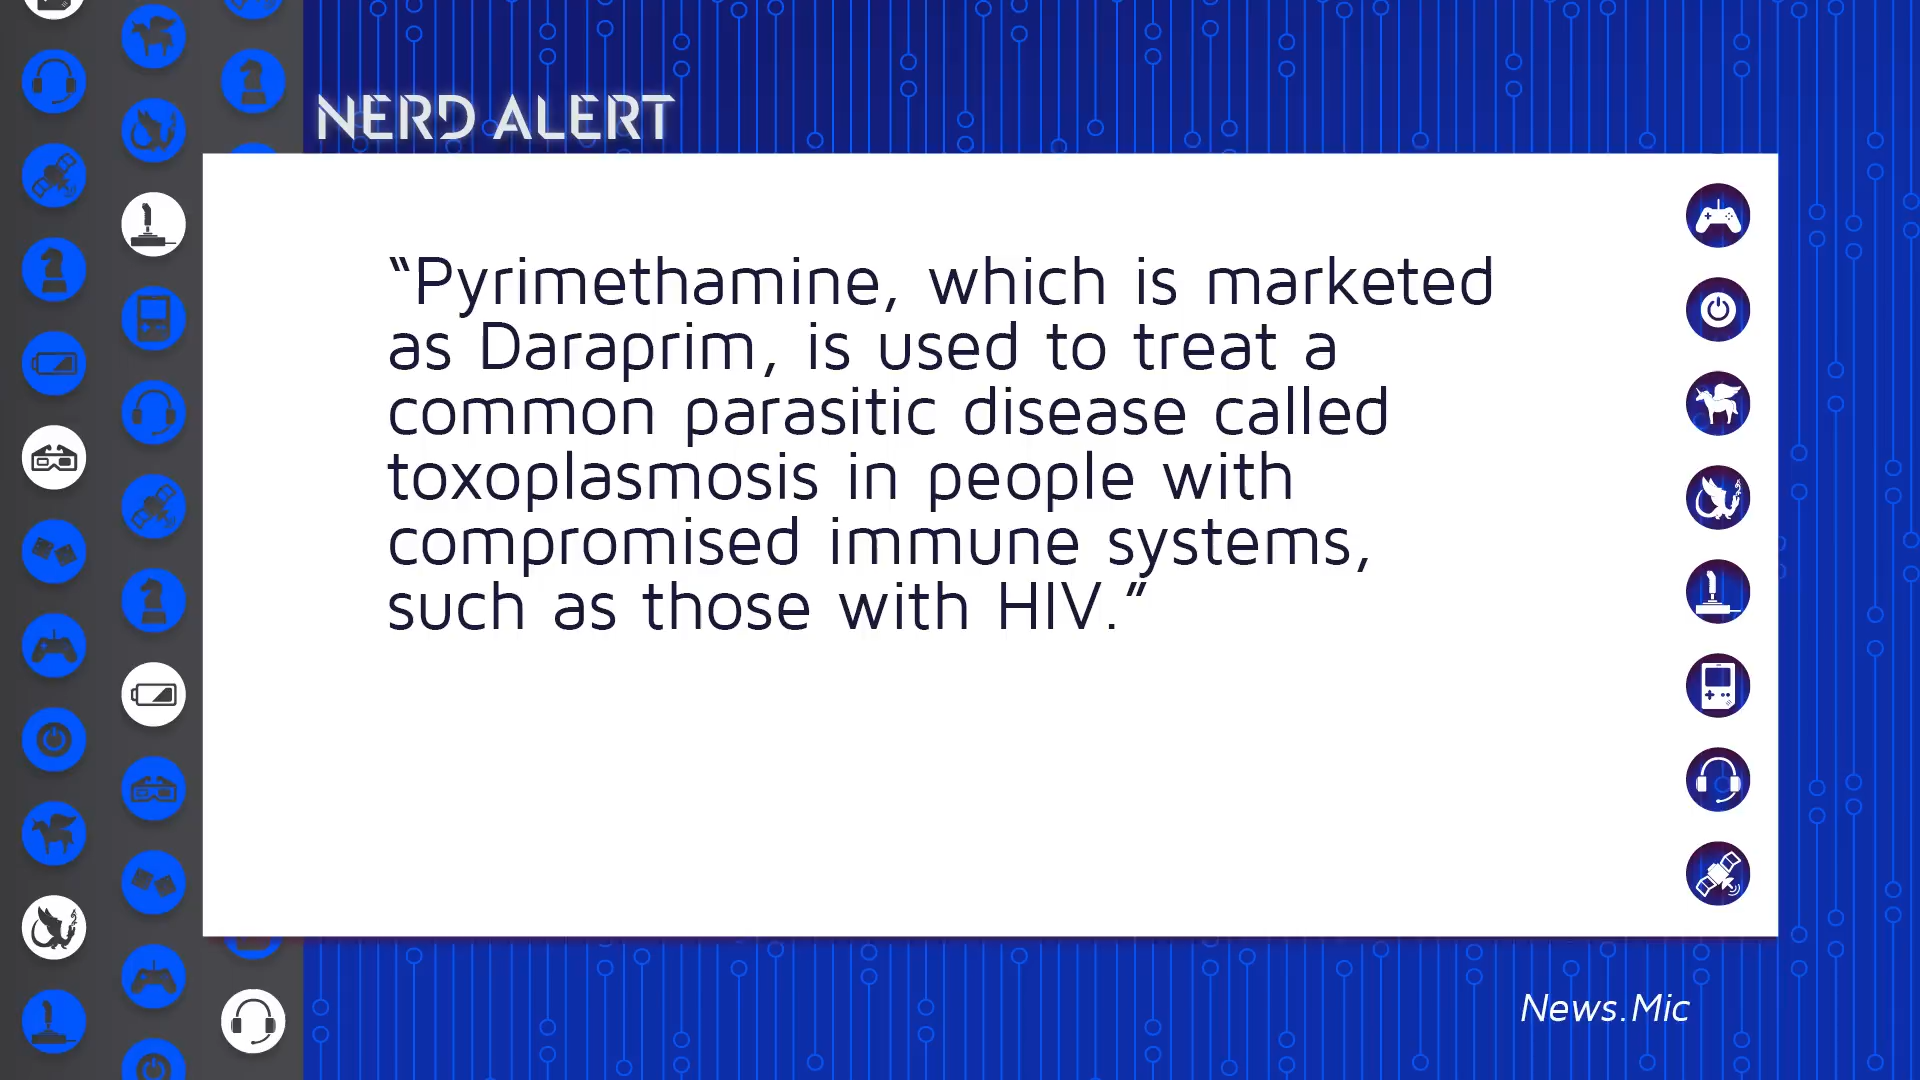 NERD ALERT
“Pyrimethamine, which is marketed
as Daraprim, is used to treat a
common parasitic disease called
toxoplasmosis in people with
compromised immune systems,
such as those with HIV.”
News.Mic